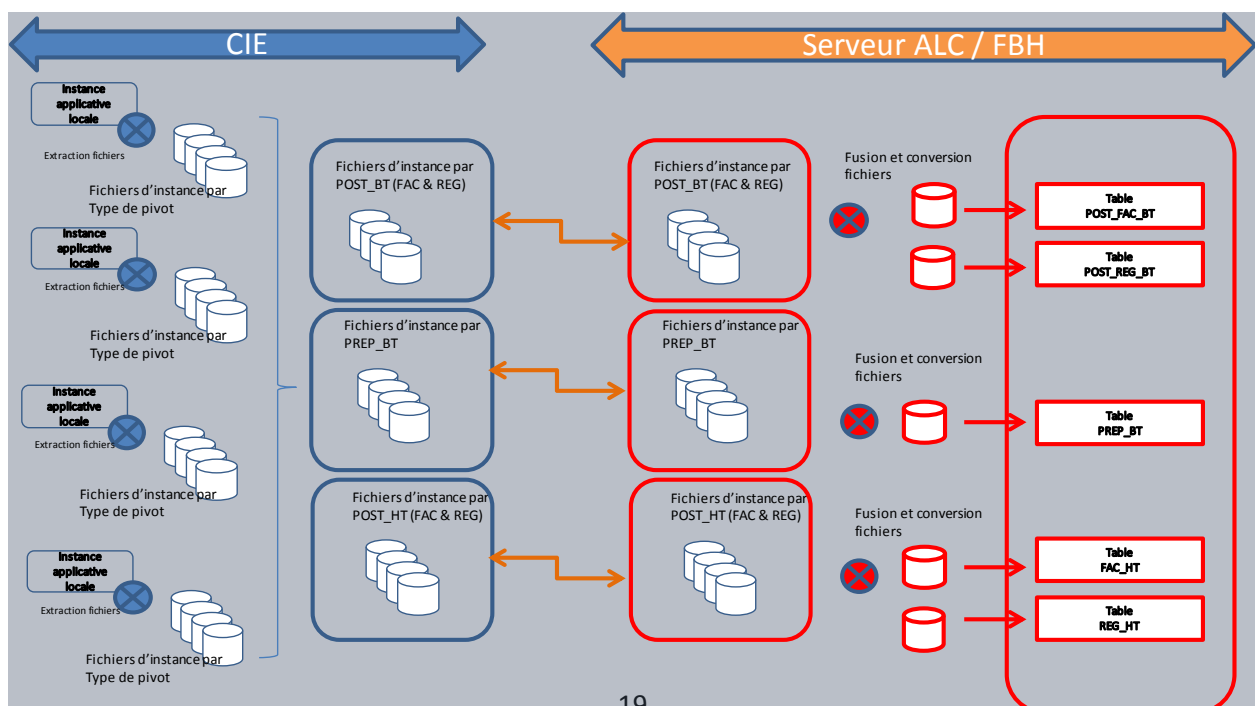 CIE
Serveur ALC / FBH
Instance
applicative
locale
Extraction fichiers
Fichiers d'instance par
Type de pivot
Instance
applicative
locale
Extraction fichiers
Fichiers d'instance par
Type de pivot
Instance
applicative
locale
Extraction fichiers
Fichiers d'instance par
Type de pivot
Instance
applicative
locale
Extraction fichiers
Fichiers d'instance par
Type de pivot
Fichiers d'instance par
POST_BT (FAC & REG)
Fichiers d'instance par
PREP_BT
Fichiers d'instance par
POST_HT (FAC & REG)
Fichiers d'instance par
POST_BT (FAC & REG)
Fichiers d'instance par
PREP_BT
Fichiers d'instance par
POST_HT (FAC & REG)
Fusion et conversion
fichiers
Fusion et conversion
fichiers
Fusion et conversion
fichiers
Table
POST_FAC_BT
Table
POST_REG_BT
Table
PREP_BT
Table
FAC_HT
Table
REG_HT
19